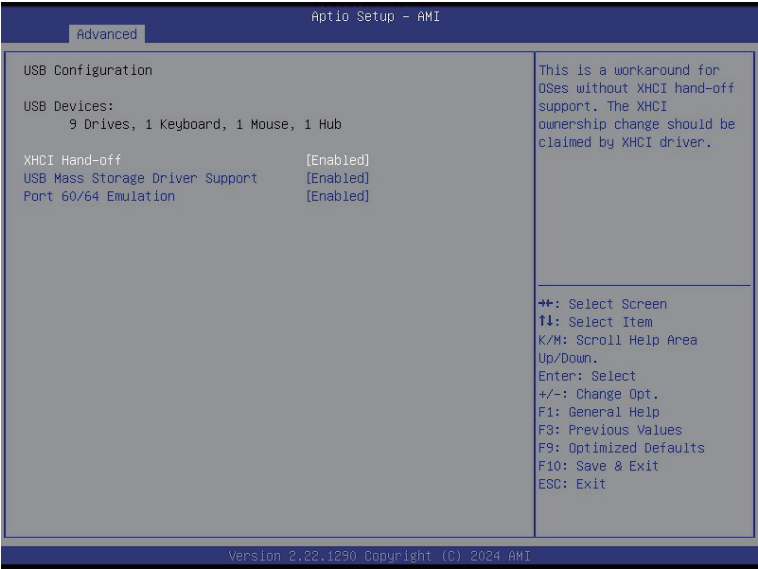 Aptio Setup – AMI
Advanced
USB Configuration
USB Devices:
9 Drives, 1 Keyboard, 1 Mouse, 1 Hub
XHCI Hand-off [Enabled]
USB Mass Storage Driver Support [Enabled]
Port 60/64 Emulation [Enabled]
This is a workaround for
OSes without XHCI hand-off
support. The XHCI
ownership change should be
claimed by XHCI driver.
→←: Select Screen
↑↓: Select Item
K/M: Scroll Help Area
Up/Down.
Enter: Select
+/-: Change Opt.
F1: General Help
F3: Previous Values
F9: Optimized Defaults
F10: Save & Exit
ESC: Exit
Version 2.22.1290 Copyright (C) 2024 AMI